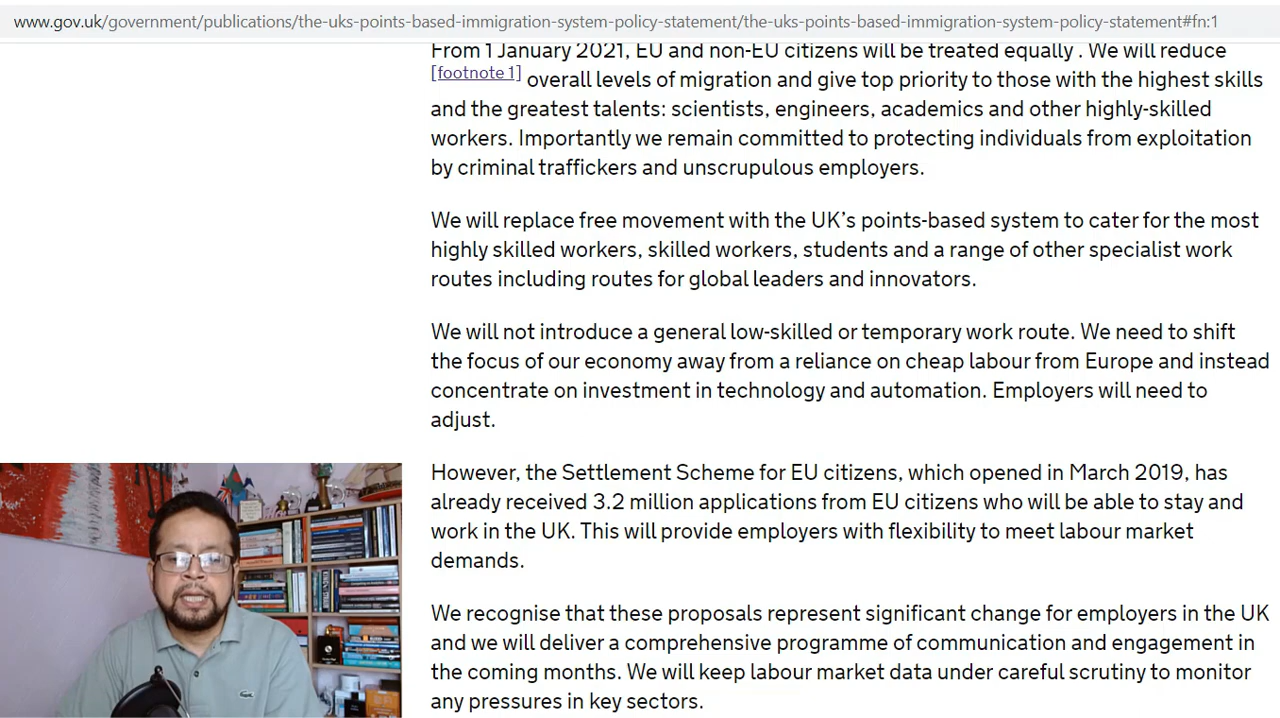 www.gov.uk/government/publications/the-uks-points-based-immigration-system-policy-statement/the-uks-points-based-immigration-system-policy-statement#fn:1
From 1 January 2021, EU and non-EU citizens will be treated equally . We will reduce
[footnote 1] overall levels of migration and give top priority to those with the highest skills
and the greatest talents: scientists, engineers, academics and other highly-skilled
workers. Importantly we remain committed to protecting individuals from exploitation
by criminal traffickers and unscrupulous employers.
We will replace free movement with the UK’s points-based system to cater for the most
highly skilled workers, skilled workers, students and a range of other specialist work
routes including routes for global leaders and innovators.
We will not introduce a general low-skilled or temporary work route. We need to shift
the focus of our economy away from a reliance on cheap labour from Europe and instead
concentrate on investment in technology and automation. Employers will need to
adjust.
However, the Settlement Scheme for EU citizens, which opened in March 2019, has
already received 3.2 million applications from EU citizens who will be able to stay and
work in the UK. This will provide employers with flexibility to meet labour market
demands.
We recognise that these proposals represent significant change for employers in the UK
and we will deliver a comprehensive programme of communication and engagement in
the coming months. We will keep labour market data under careful scrutiny to monitor
any pressures in key sectors.